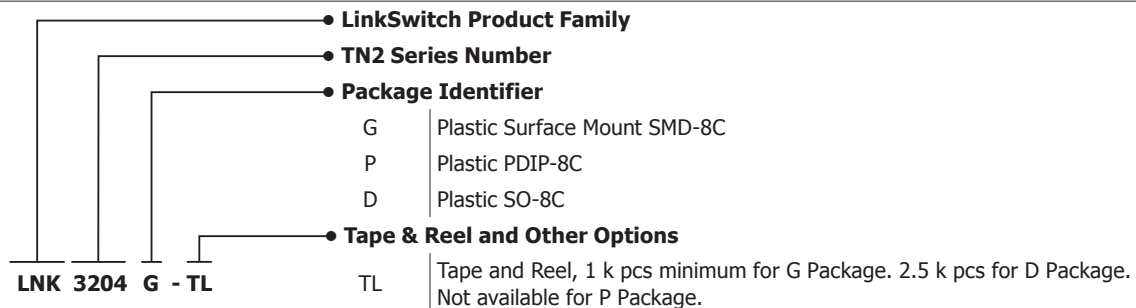 LinkSwitch Product Family
TN2 Series Number
Package Identifier
G Plastic Surface Mount SMD-8C
P Plastic PDIP-8C
D Plastic SO-8C
Tape & Reel and Other Options
LNK 3204 G - TL
TL Tape and Reel, 1 k pcs minimum for G Package. 2.5 k pcs for D Package.
Not available for P Package.